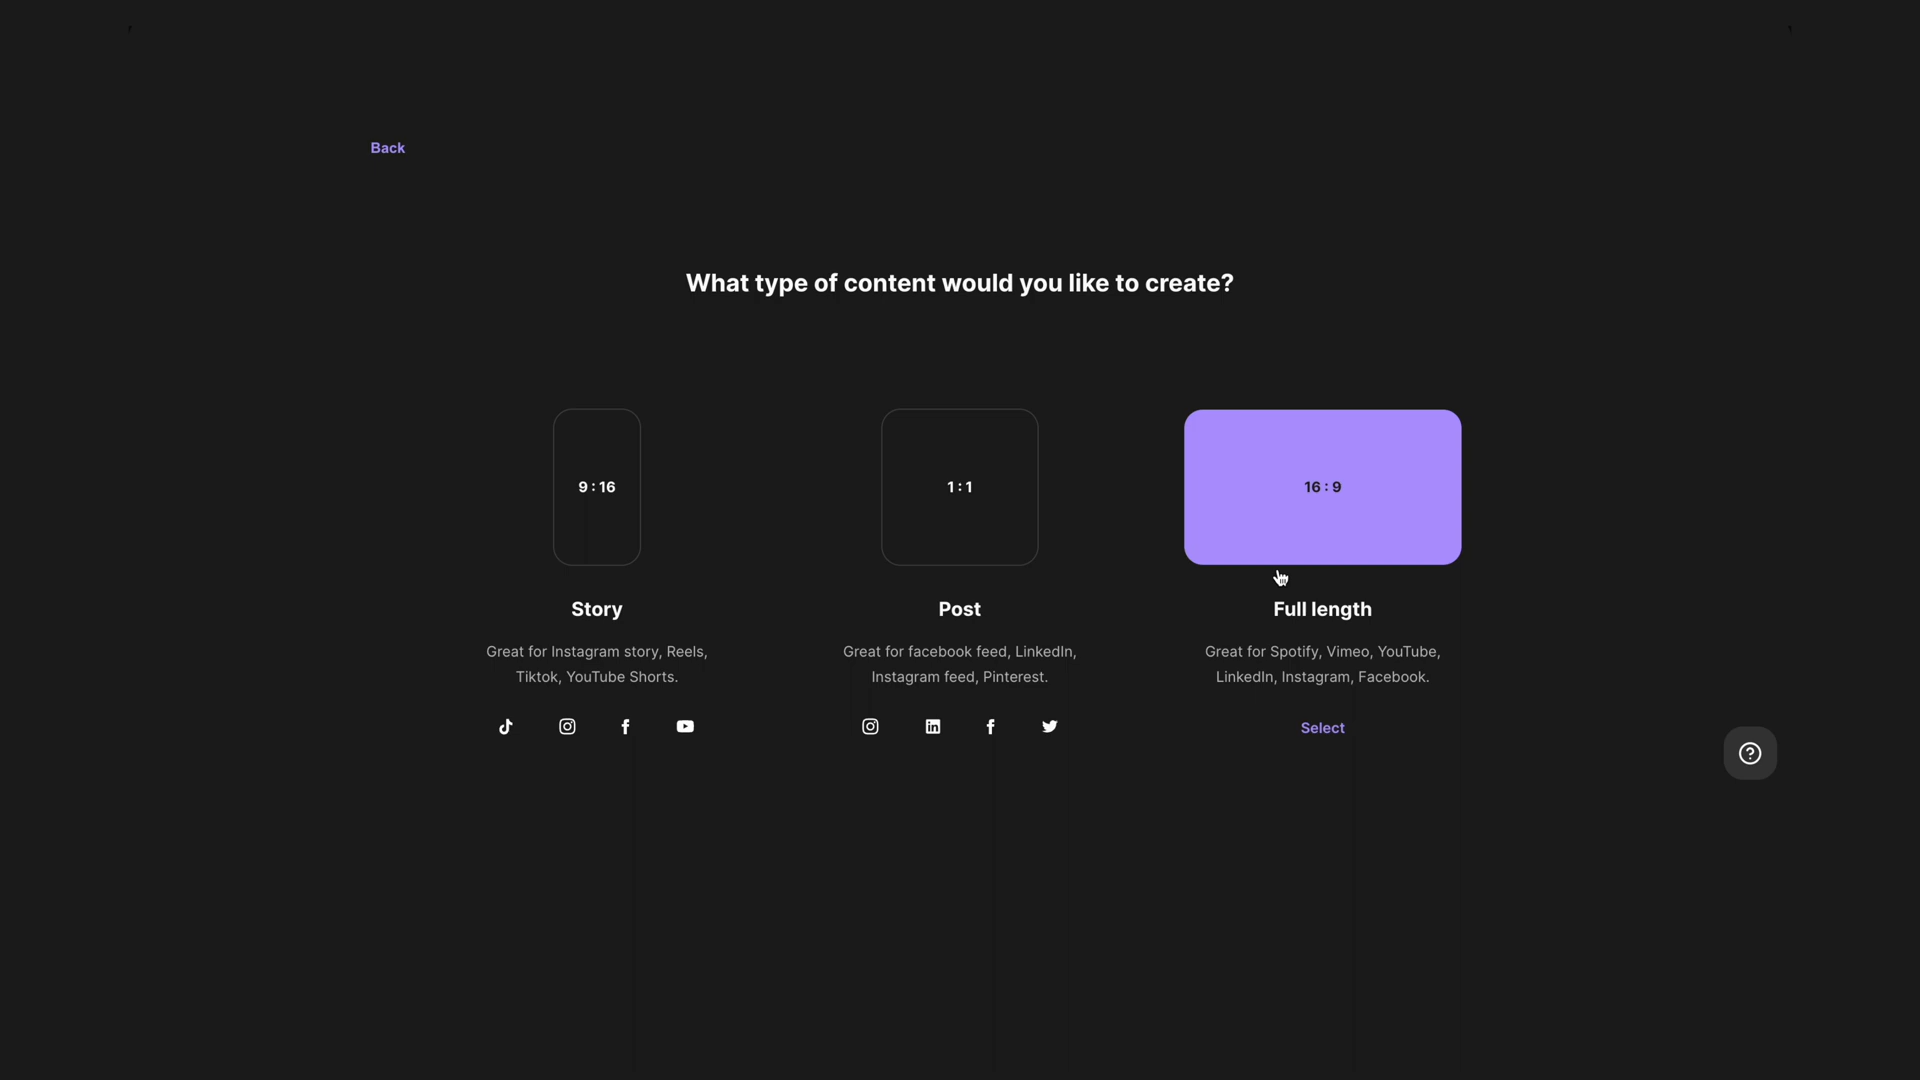 Back
What type of content would you like to create?
9 : 16
1 : 1
16 : 9
Story
Great for Instagram story, Reels,
Tiktok, YouTube Shorts.
Post
Great for facebook feed, LinkedIn,
Instagram feed, Pinterest.
Full length
Great for Spotify, Vimeo, YouTube,
LinkedIn, Instagram, Facebook.
Select